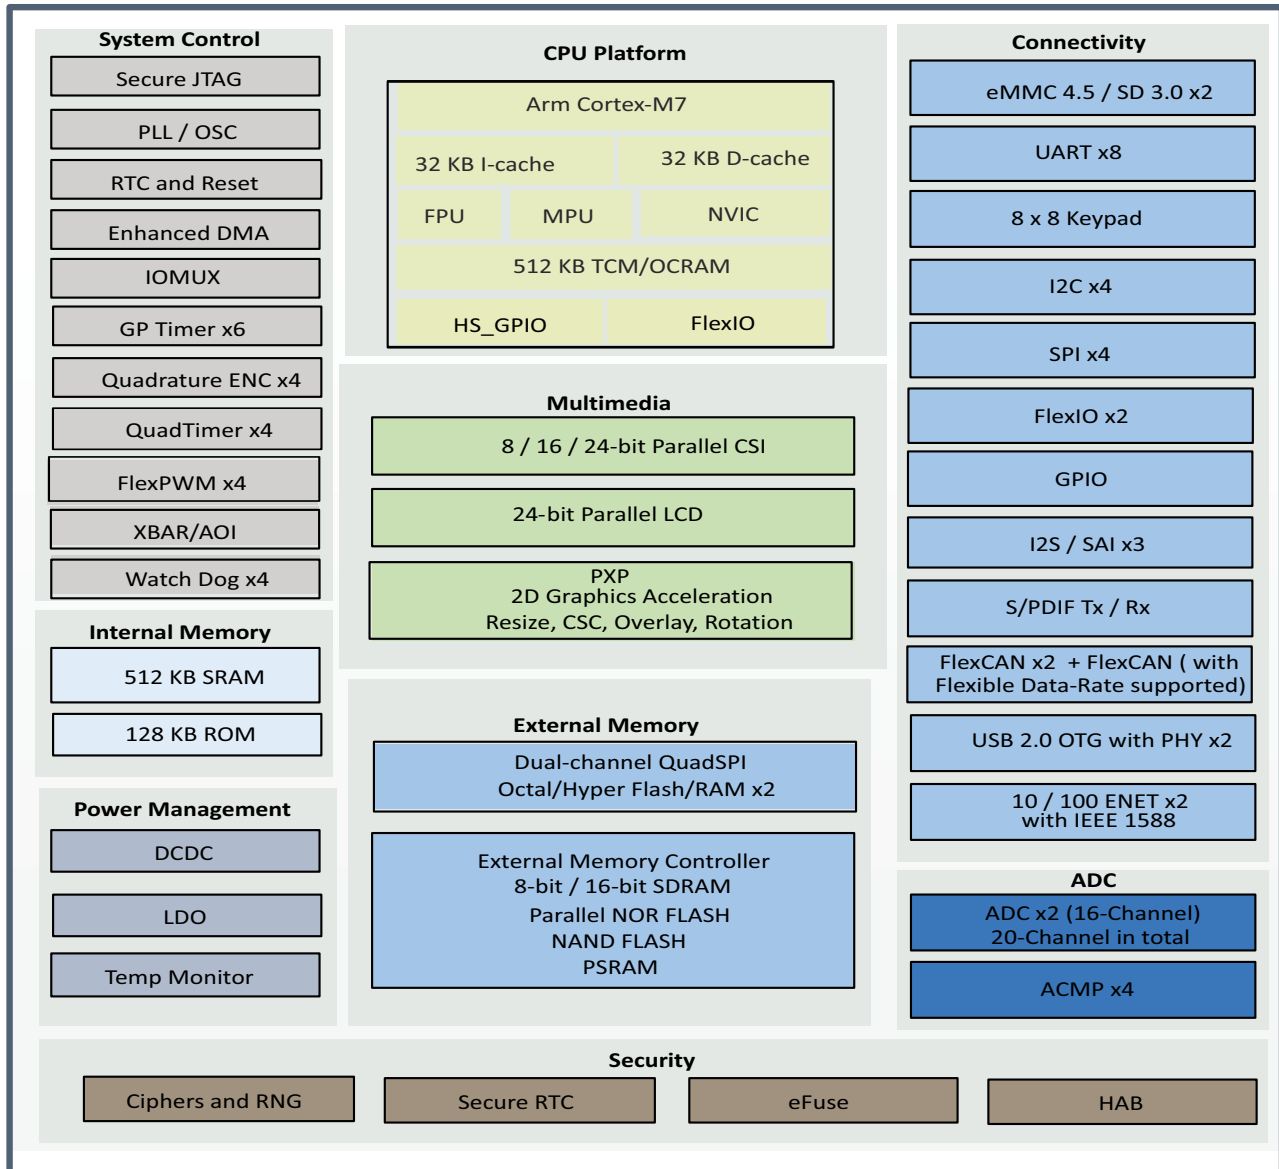 System Control
Secure JTAG
PLL / OSC
RTC and Reset
Enhanced DMA
IOMUX
GP Timer x6
Quadrature ENC x4
QuadTimer x4
FlexPWM x4
XBAR/AOI
Watch Dog x4
Internal Memory
512 KB SRAM
128 KB ROM
Power Management
DCDC
LDO
Temp Monitor
CPU Platform
Arm Cortex-M7
32 KB I-cache
32 KB D-cache
FPU
MPU
NVIC
512 KB TCM/OCRAM
HS_GPIO
FlexIO
Multimedia
8 / 16 / 24-bit Parallel CSI
24-bit Parallel LCD
PXP
2D Graphics Acceleration
Resize, CSC, Overlay, Rotation
External Memory
Dual-channel QuadSPI
Octal/Hyper Flash/RAM x2
External Memory Controller
8-bit / 16-bit SDRAM
Parallel NOR FLASH
NAND FLASH
PSRAM
Connectivity
eMMC 4.5 / SD 3.0 x2
UART x8
8 x 8 Keypad
I2C x4
SPI x4
FlexIO x2
GPIO
I2S / SAI x3
S/PDIF Tx / Rx
FlexCAN x2 + FlexCAN ( with
Flexible Data-Rate supported)
USB 2.0 OTG with PHY x2
10 / 100 ENET x2
with IEEE 1588
ADC
ADC x2 (16-Channel)
20-Channel in total
ACMP x4
Security
Ciphers and RNG
Secure RTC
eFuse
HAB